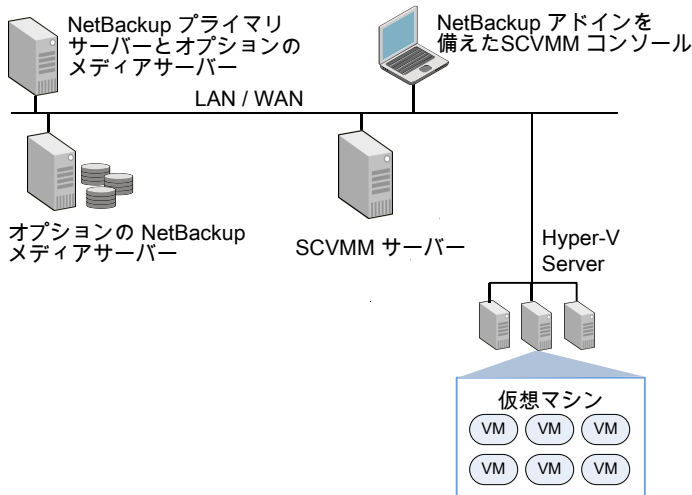 NetBackup プライマリ
サーバーとオプションの
メディアサーバー
NetBackup アドインを
備えたSCVMM コンソール
LAN / WAN
オプションの NetBackup
メディアサーバー
SCVMM サーバー
Hyper-V
Server
仮想マシン
VM VM VM
VM VM VM